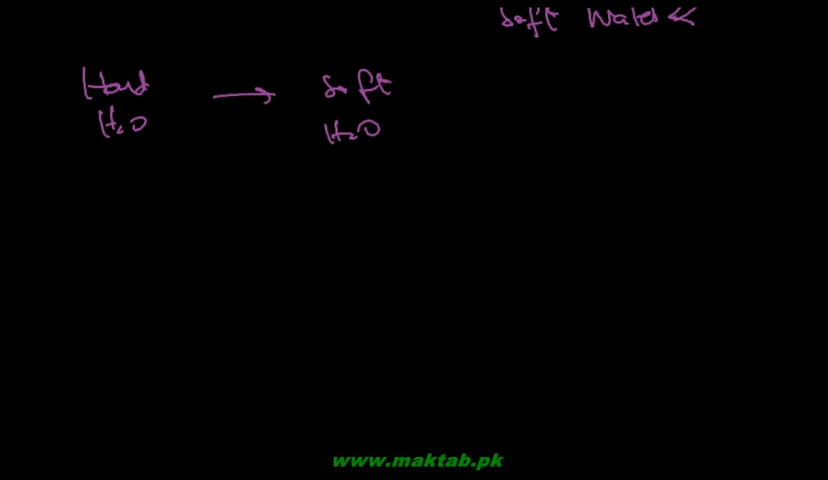 Soft Water <<
Hard → Soft
H₂O H₂O
www.maktab.pk